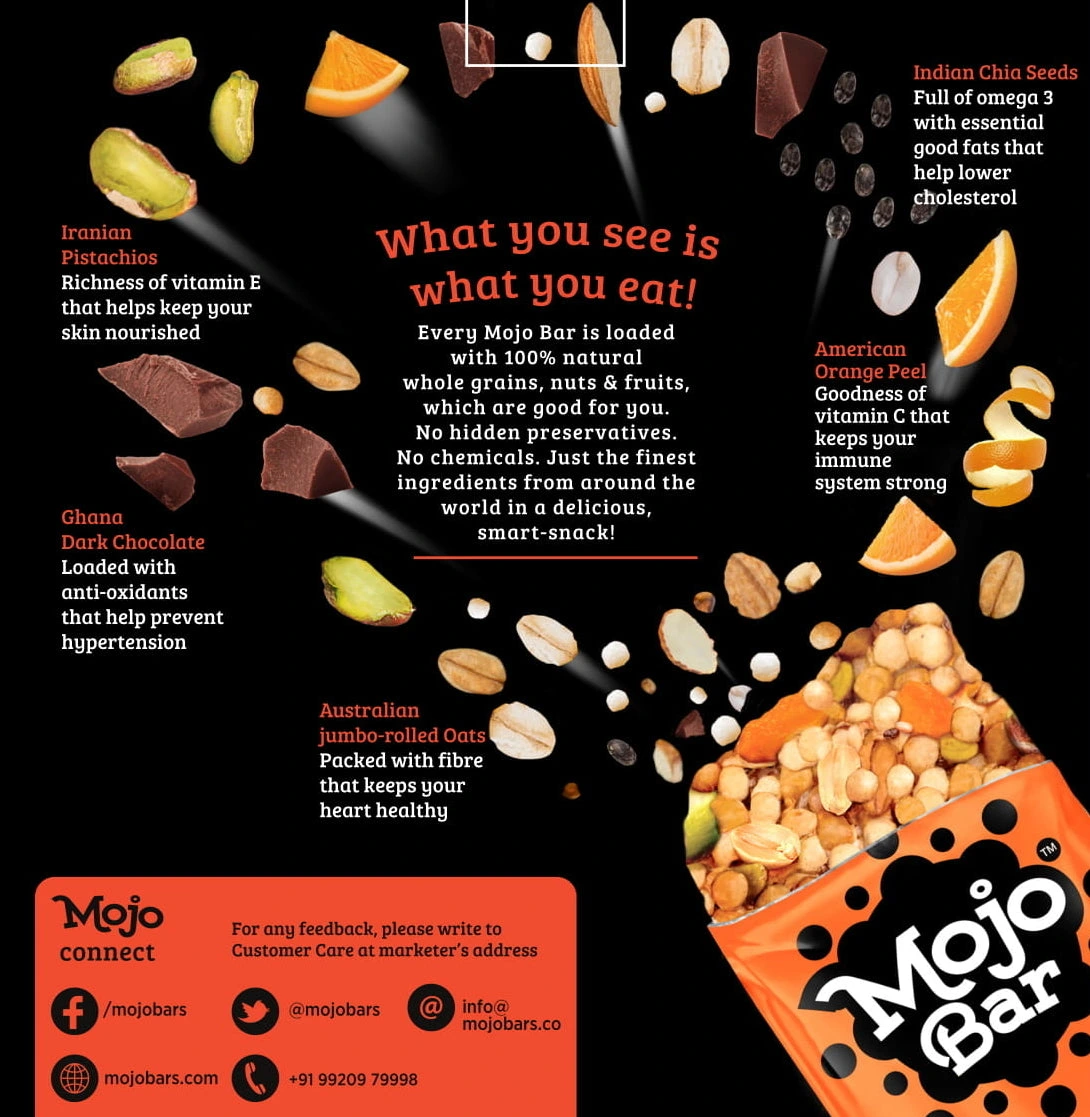 Indian Chia Seeds
Full of omega 3
with essential
good fats that
help lower
cholesterol
Iranian
Pistachios
Richness of vitamin E
that helps keep your
skin nourished
What you see is
what you eat!
Every Mojo Bar is loaded
with 100% natural
whole grains, nuts & fruits,
which are good for you.
No hidden preservatives.
No chemicals. Just the finest
ingredients from around the
world in a delicious,
smart-snack!
American
Orange Peel
Goodness of
vitamin C that
keeps your
immune
system strong
Ghana
Dark Chocolate
Loaded with
anti-oxidants
that help prevent
hypertension
Australian
jumbo-rolled Oats
Packed with fibre
that keeps your
heart healthy
Mojo
Bar
TM
Mojo
connect
For any feedback, please write to
Customer Care at marketer's address
/mojobars
@mojobars
@
info@
mojobars.co
mojobars.com
+91 99209 79998